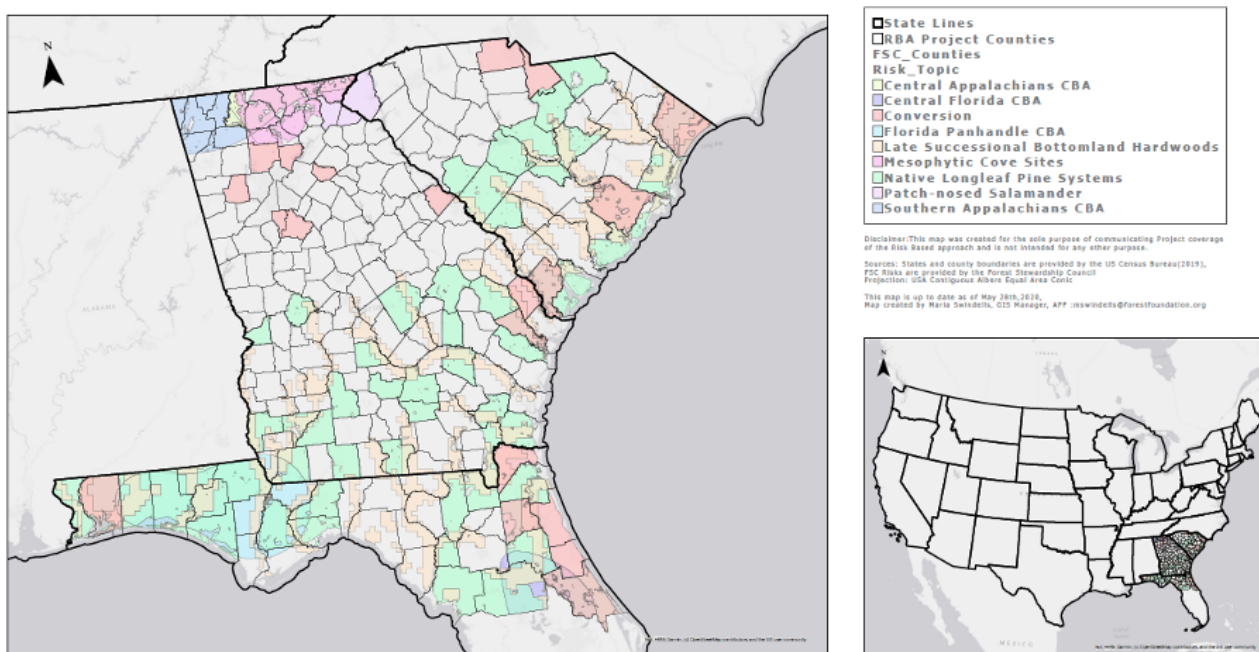 N
ALABAMA
State Lines
RBA Project Counties
FSC_Counties
Risk_Topic
Central Appalachians CBA
Central Florida CBA
Conversion
Florida Panhandle CBA
Late Successional Bottomland Hardwoods
Mesophytic Cove Sites
Native Longleaf Pine Systems
Patch-nosed Salamander
Southern Appalachians CBA
Disclaimer:This map was created for the sole purpose of communicating Project coverage
of the Risk Based approach and is not intended for any other purpose.
Sources: States and county boundaries are provided by the US Census Bureau(2019),
FSC Risks are provided by the Forest Stewardship Council
Projection: USA Contiguous Albers Equal Area Conic
This map is up to date as of May 28th,2020,
Map created by Maria Swindells, GIS Manager, AFF :mswindells@forestfoundation.org
N
MEXICO